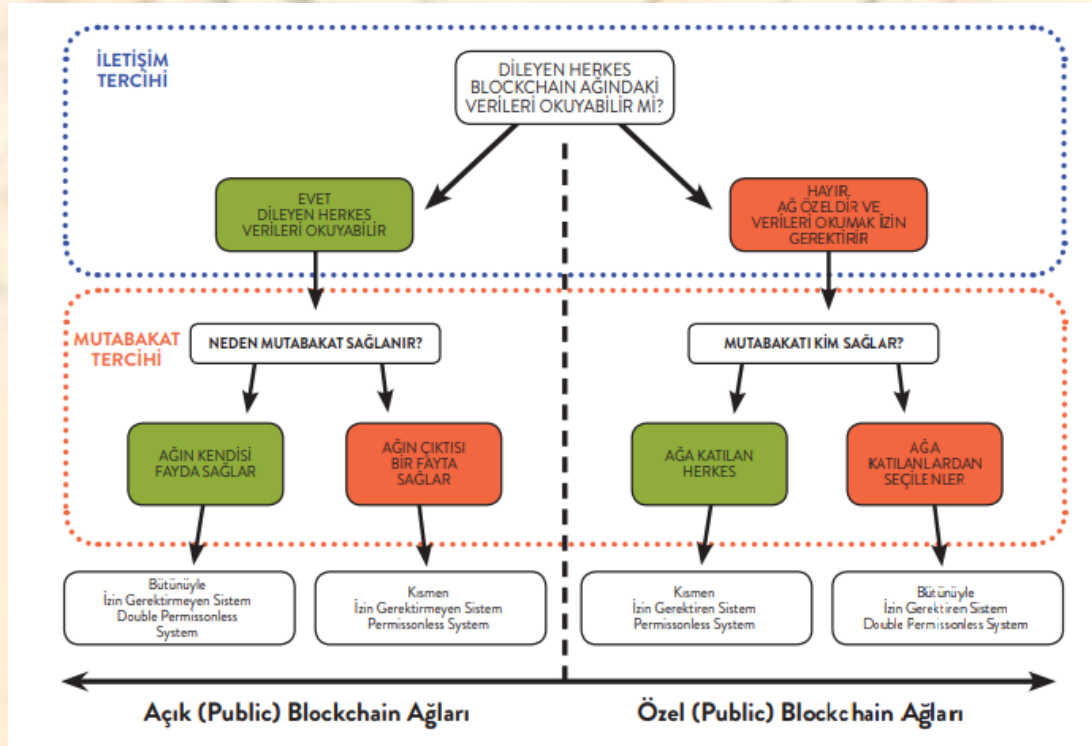 İLETİŞİM
TERCİHİ
DİLEYEN HERKES
BLOCKCHAIN AĞINDAKİ
VERİLERİ OKUYABİLİR Mİ?
EVET
DİLEYEN HERKES
VERİLERİ OKUYABİLİR
HAYIR,
AĞ ÖZELDİR VE
VERİLERİ OKUMAK İZİN
GEREKTİRİR
MUTABAKAT
TERCİHİ
NEDEN MUTABAKAT SAĞLANIR?
MUTABAKATI KİM SAĞLAR?
AĞIN KENDİSİ
FAYDA SAĞLAR
AĞIN ÇIKTISI
BİR FAYTA
SAĞLAR
AĞA KATILAN
HERKES
AĞA
KATILANLARDAN
SEÇİLENLER
Bütünüyle
İzin Gerektirmeyen Sistem
Double Permissonless
System
Kısmen
İzin Gerektirmeyen Sistem
Permissonless System
Kısmen
İzin Gerektiren Sistem
Permissonless System
Bütünüyle
İzin Gerektiren Sistem
Double Permissonless System
Açık (Public) Blockchain Ağları
Özel (Public) Blockchain Ağları